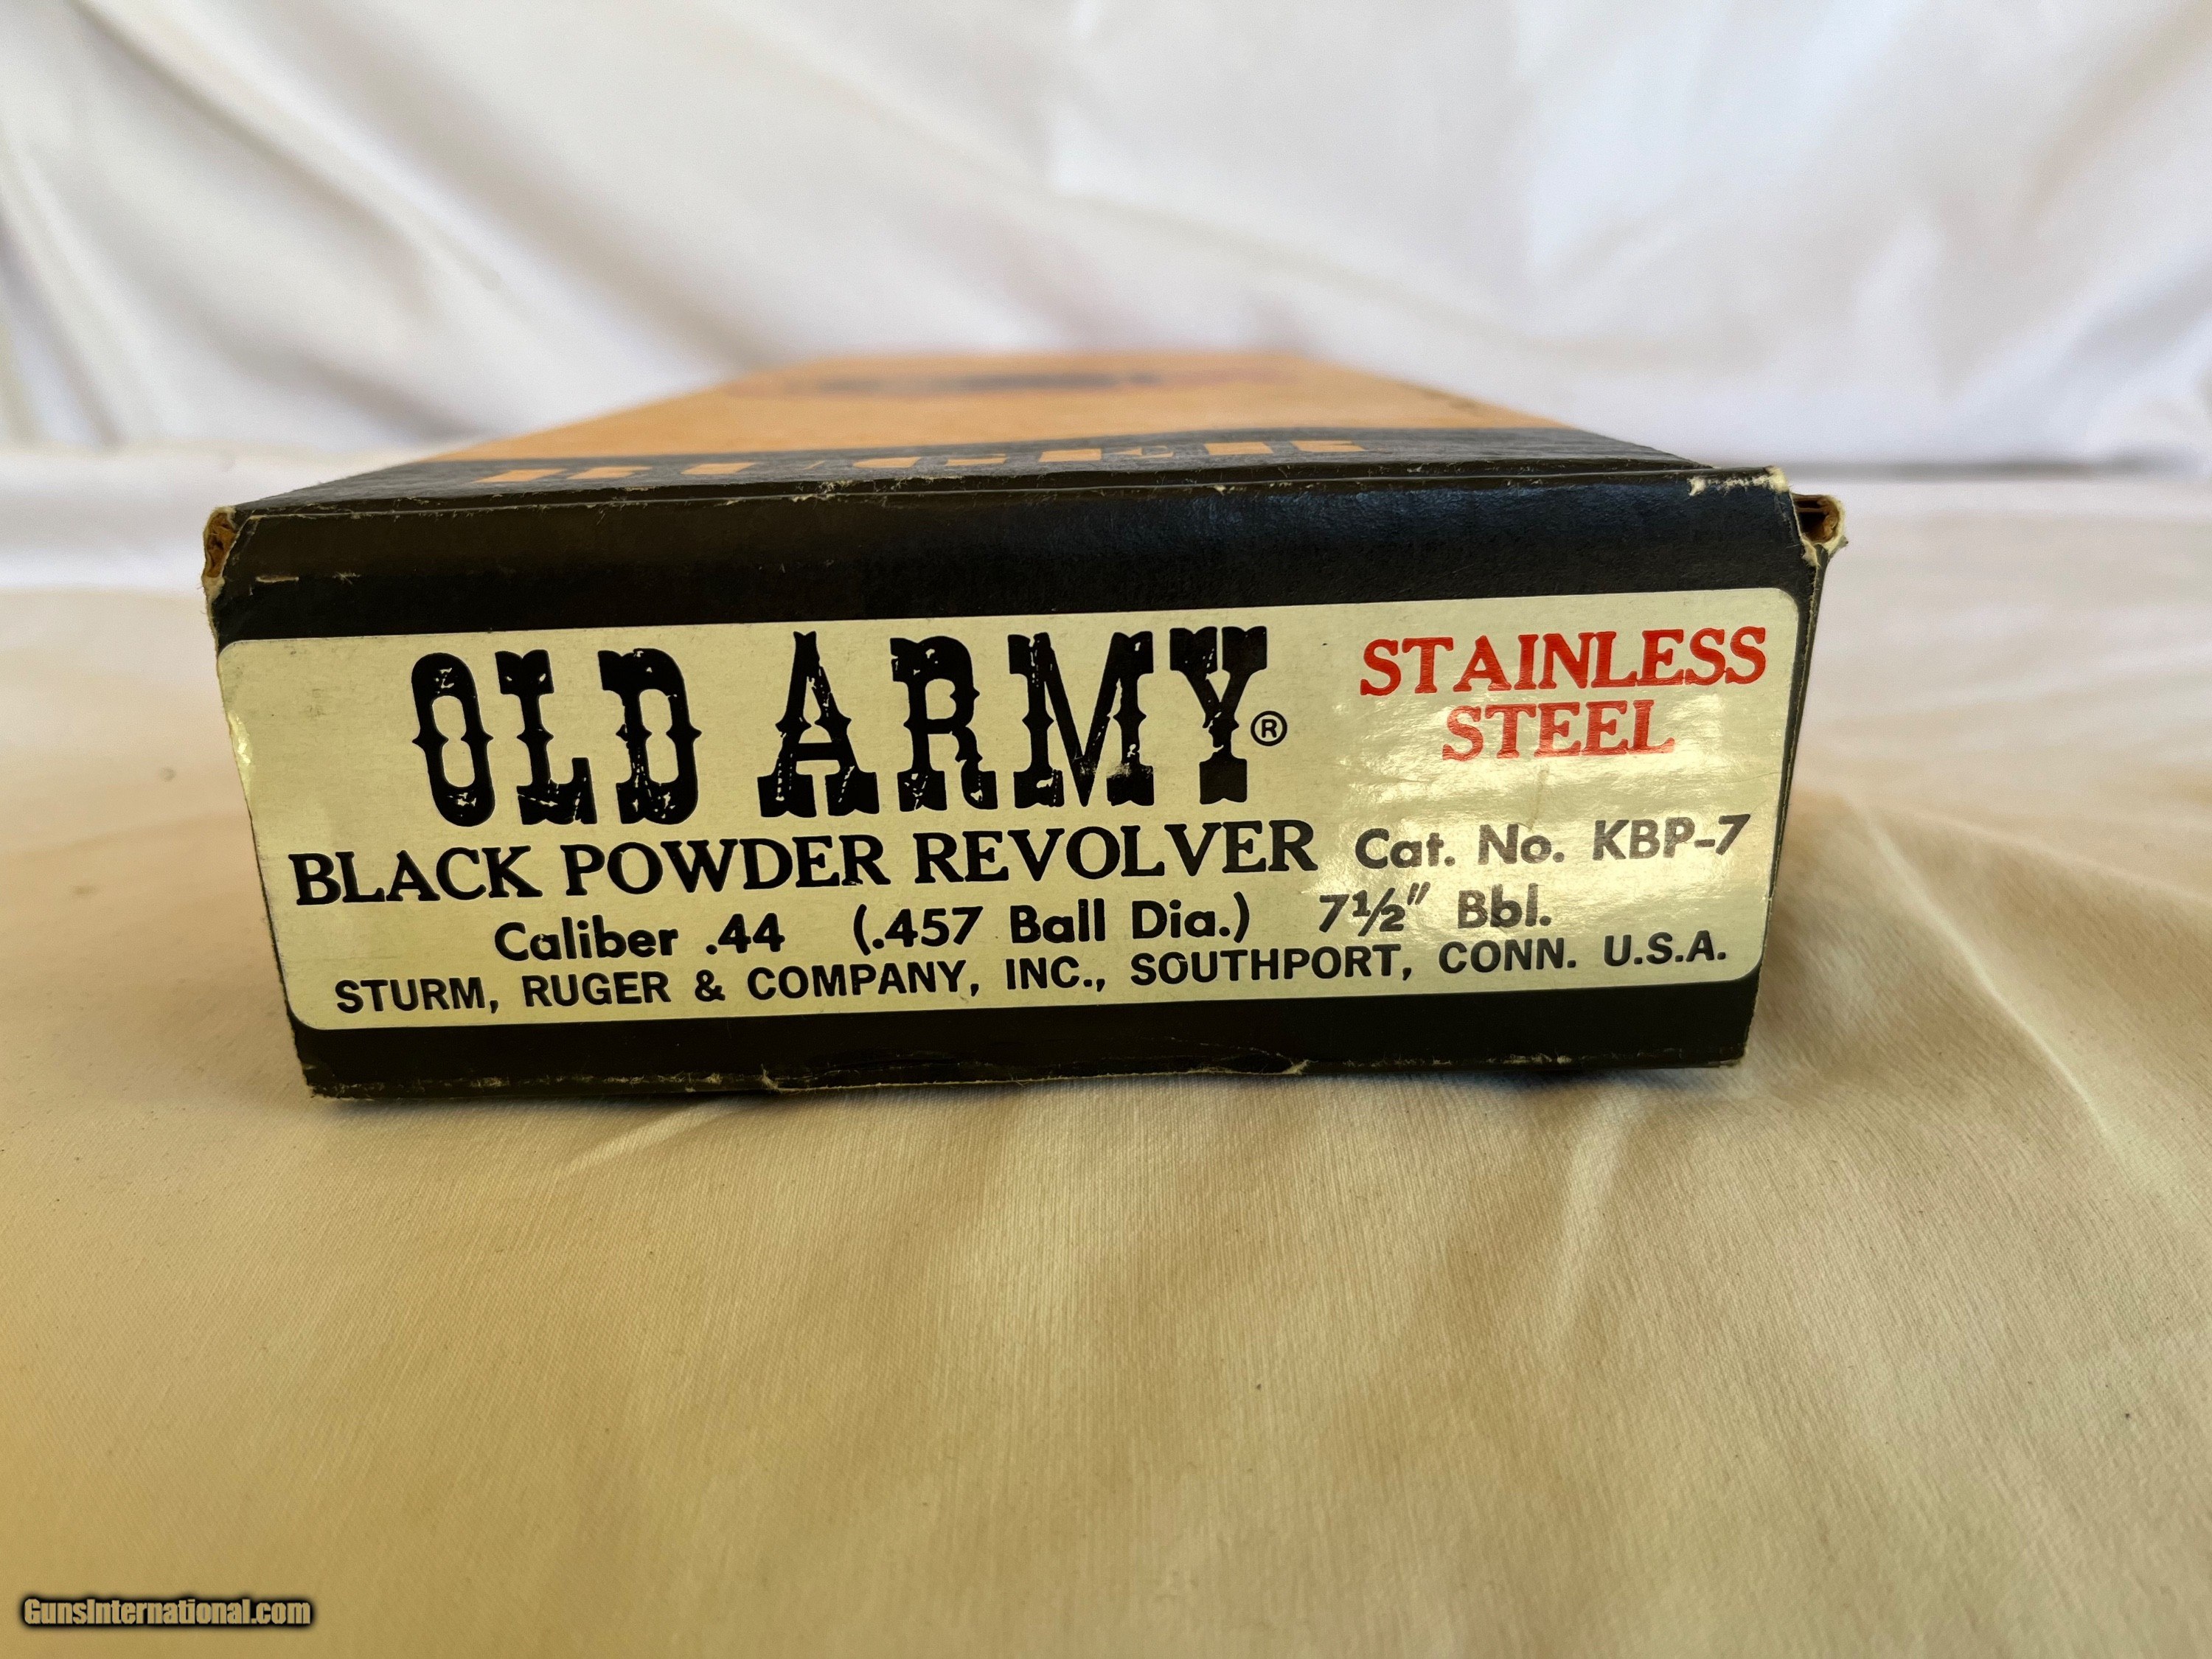 RUGER
OLD ARMY®
STAINLESS
STEEL
BLACK POWDER REVOLVER Cat. No. KBP-7
Caliber .44 (.457 Ball Dia.) 7½" Bbl.
STURM, RUGER & COMPANY, INC., SOUTHPORT, CONN. U.S.A.
GunsInternational.com